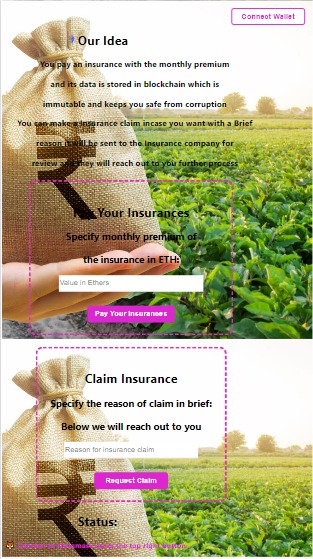 Connect Wallet
Our Idea
You pay an insurance with the monthly premium
and its data is stored in blockchain which is
immutable and keeps you safe from corruption
You can make a Insurance claim incase you want with a Brief
reason it will be sent to the Insurance company for
review and they will reach out to you further process
Pay Your Insurances
Specify monthly premium of
the insurance in ETH:
Value in Ethers
Pay Your Insurances
Claim Insurance
Specify the reason of claim in brief:
Below we will reach out to you
Reason for insurance claim
Request Claim
Status:
the top right button